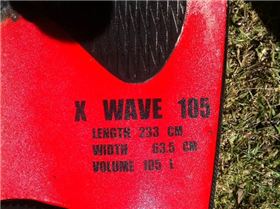 X WAVE 105
LENGTH 233 CM
WIDTH 63.5 CM
VOLUME 105 L